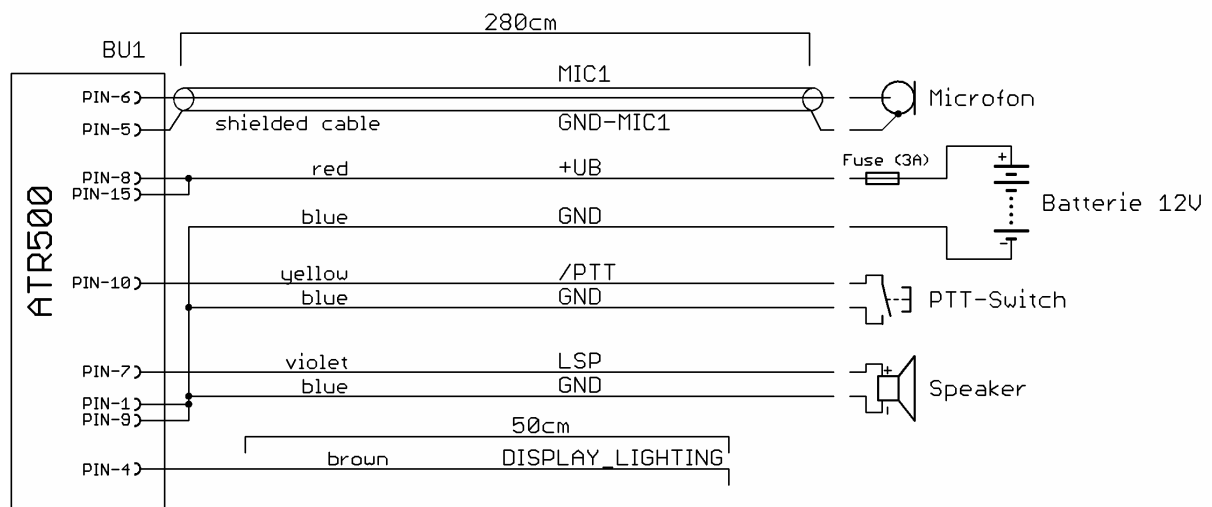 280cm
BU1
MIC1
PIN-6
Microfon
PIN-5
shielded cable
GND-MIC1
Fuse (3A)
+
PIN-8
red
+UB
PIN-15
Batterie 12V
blue
GND
-
ATR500
PIN-10
yellow
/PTT
blue
GND
PTT-Switch
violet
LSP
PIN-7
+
blue
GND
Speaker
PIN-1
-
PIN-9
50cm
brown
DISPLAY_LIGHTING
PIN-4